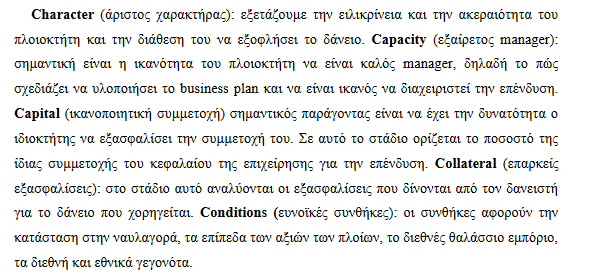 Character (άριστος χαρακτήρας): εξετάζουμε την ειλικρίνεια και την ακεραιότητα του
πλοιοκτήτη και την διάθεση του να εξοφλήσει το δάνειο. Capacity (εξαίρετος manager):
σημαντική είναι η ικανότητα του πλοιοκτήτη να είναι καλός manager, δηλαδή το πώς
σχεδιάζει να υλοποιήσει το business plan και να είναι ικανός να διαχειριστεί την επένδυση.
Capital (ικανοποιητική συμμετοχή) σημαντικός παράγοντας είναι να έχει την δυνατότητα ο
ιδιοκτήτης να εξασφαλίσει την συμμετοχή του. Σε αυτό το στάδιο ορίζεται το ποσοστό της
ίδιας συμμετοχής του κεφαλαίου της επιχείρησης για την επένδυση. Collateral (επαρκείς
εξασφαλίσεις): στο στάδιο αυτό αναλύονται οι εξασφαλίσεις που δίνονται από τον δανειστή
για το δάνειο που χορηγείται. Conditions (ευνοϊκές συνθήκες): οι συνθήκες αφορούν την
κατάσταση στην ναυλαγορά, τα επίπεδα των αξιών των πλοίων, το διεθνές θαλάσσιο εμπόριο,
τα διεθνή και εθνικά γεγονότα.